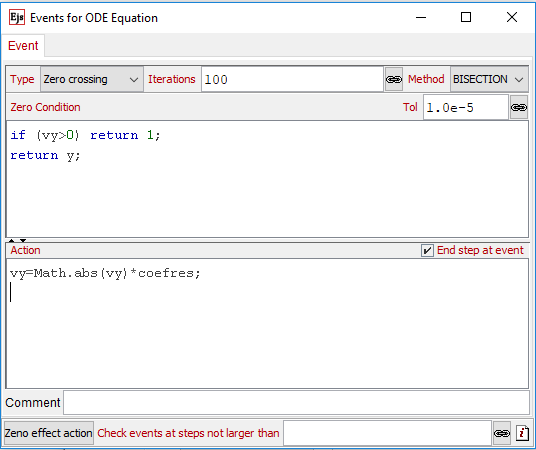 Ejs Events for ODE Equation
Event
Type Zero crossing Iterations 100 Method BISECTION
Zero Condition Tol 1.0e-5
if (vy>0) return 1;
return y;
Action End step at event
vy=Math.abs(vy)*coefres;
Comment
Zeno effect action Check events at steps not larger than